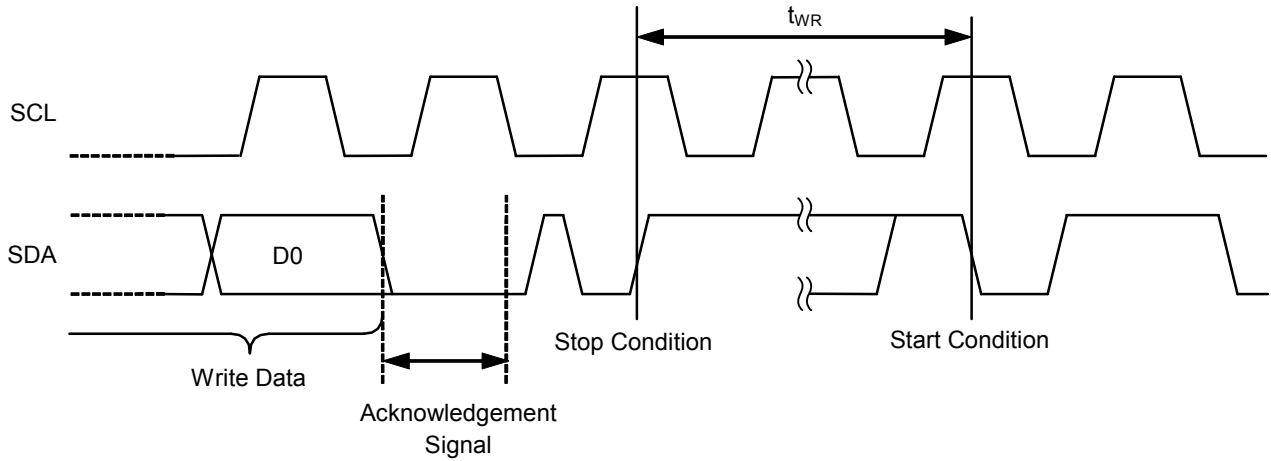 tWR
SCL
SDA
D0
Stop Condition
Start Condition
Write Data
Acknowledgement
Signal